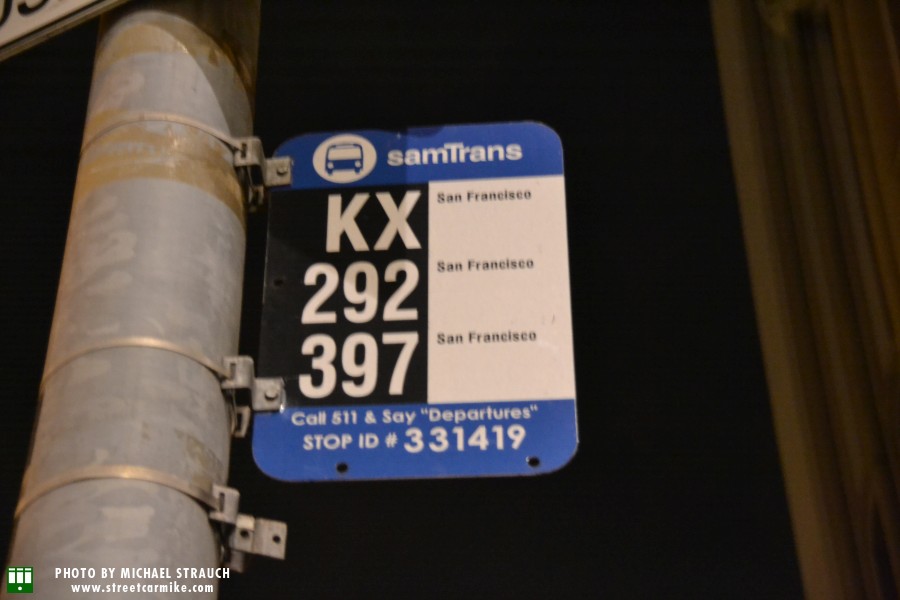 samTrans
KX San Francisco
292 San Francisco
397 San Francisco
Call 511 & Say "Departures"
STOP ID # 331419
PHOTO BY MICHAEL STRAUCH
www.streetcarmike.com